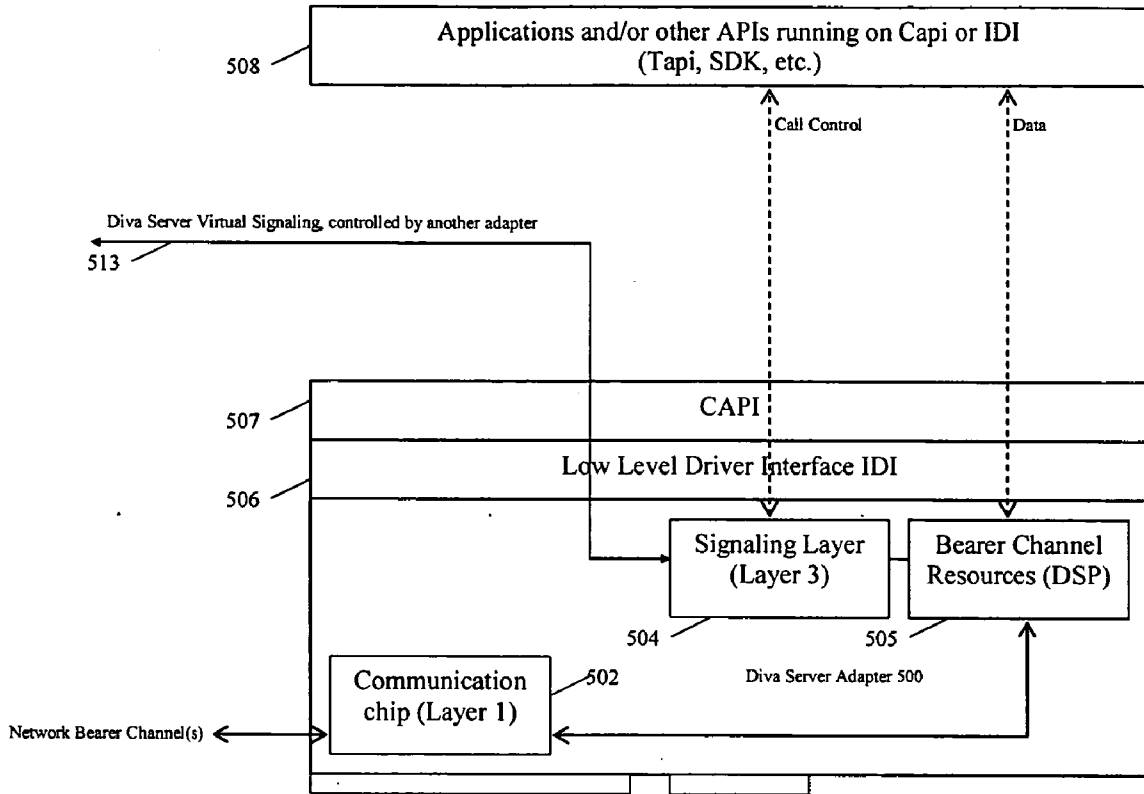 Applications and/or other APIs running on Capi or IDI
(Tapi, SDK, etc.)
508
Call Control
Data
Diva Server Virtual Signaling, controlled by another adapter
513
CAPI
507
Low Level Driver Interface IDI
506
Signaling Layer
(Layer 3)
Bearer Channel
Resources (DSP)
504
505
Communication
chip (Layer 1)
502
Diva Server Adapter 500
Network Bearer Channel(s)